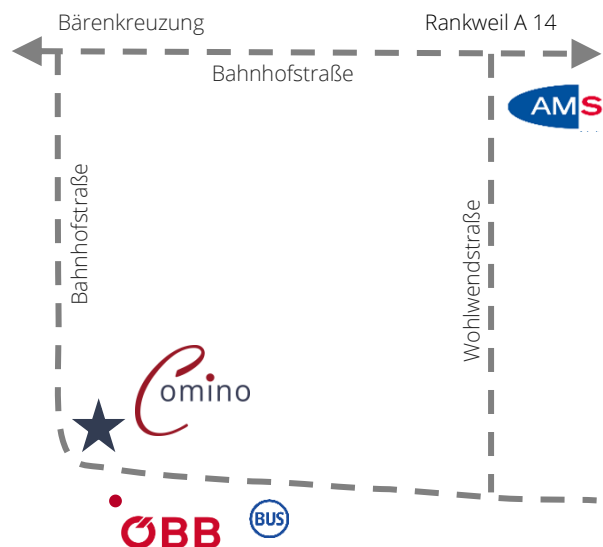 Bärenkreuzung
Rankweil A 14
Bahnhofstraße
AMS
Bahnhofstraße
Wohlwendstraße
Comino
ÖBB
BUS